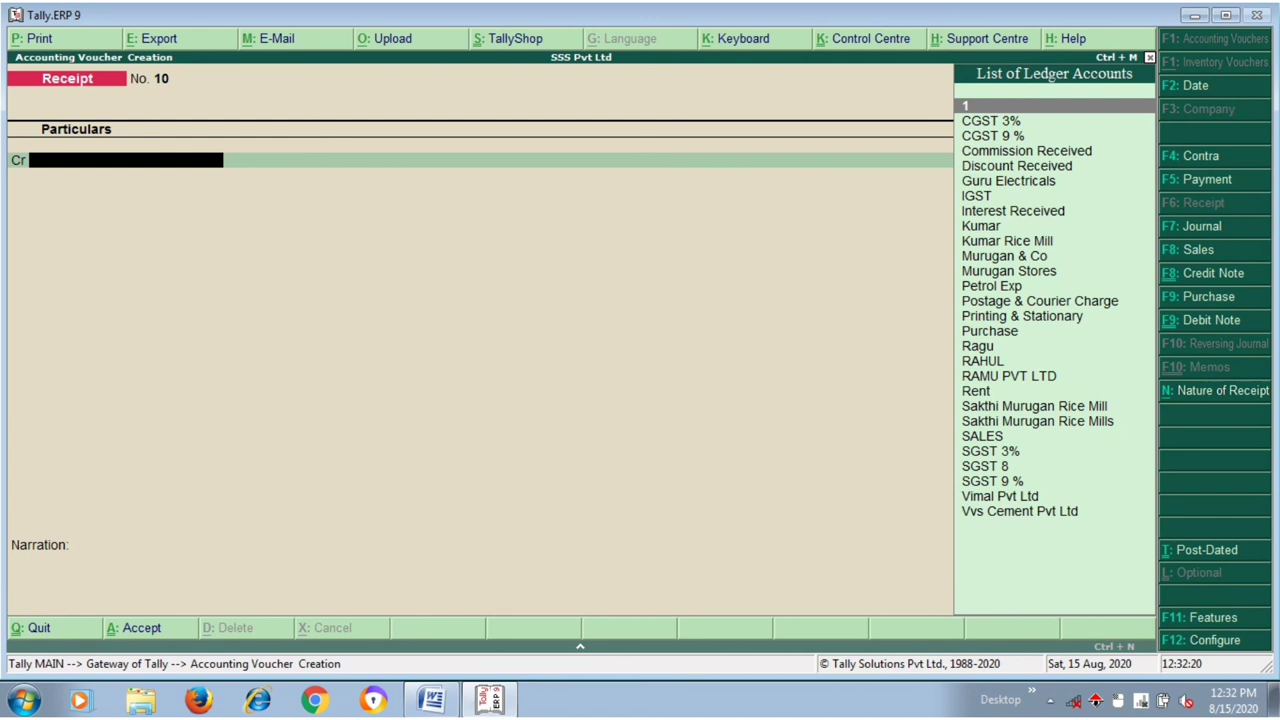 Tally.ERP 9
P: Print E: Export M: E-Mail O: Upload S: TallyShop G: Language K: Keyboard K: Control Centre H: Support Centre H: Help
Accounting Voucher Creation SSS Pvt Ltd Ctrl + M
Receipt No. 10
Particulars
Cr
Narration:
List of Ledger Accounts
1
CGST 3%
CGST 9 %
Commission Received
Discount Received
Guru Electricals
IGST
Interest Received
Kumar
Kumar Rice Mill
Murugan & Co
Murugan Stores
Petrol Exp
Postage & Courier Charge
Printing & Stationary
Purchase
Ragu
RAHUL
RAMU PVT LTD
Rent
Sakthi Murugan Rice Mill
Sakthi Murugan Rice Mills
SALES
SGST 3%
SGST 8
SGST 9 %
Vimal Pvt Ltd
Vvs Cement Pvt Ltd
F1: Accounting Vouchers
F1: Inventory Vouchers
F2: Date
F3: Company
F4: Contra
F5: Payment
F6: Receipt
F7: Journal
F8: Sales
F8: Credit Note
F9: Purchase
F9: Debit Note
F10: Reversing Journal
F10: Memos
N: Nature of Receipt
T: Post-Dated
L: Optional
F11: Features
F12: Configure
Q: Quit A: Accept D: Delete X: Cancel
Ctrl + N
Tally MAIN --> Gateway of Tally --> Accounting Voucher Creation © Tally Solutions Pvt Ltd., 1988-2020 Sat, 15 Aug, 2020 12:32:20
Desktop 12:32 PM
8/15/2020